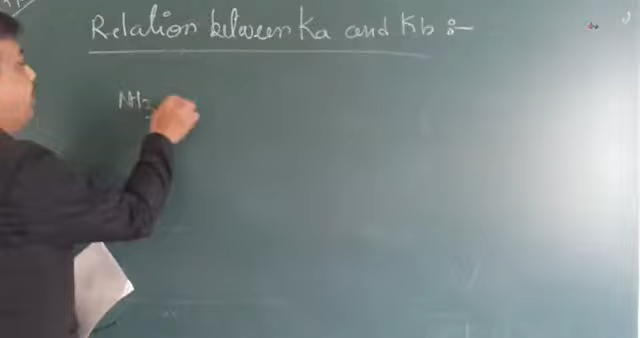 Relation between Ka and Kb :-
NH3